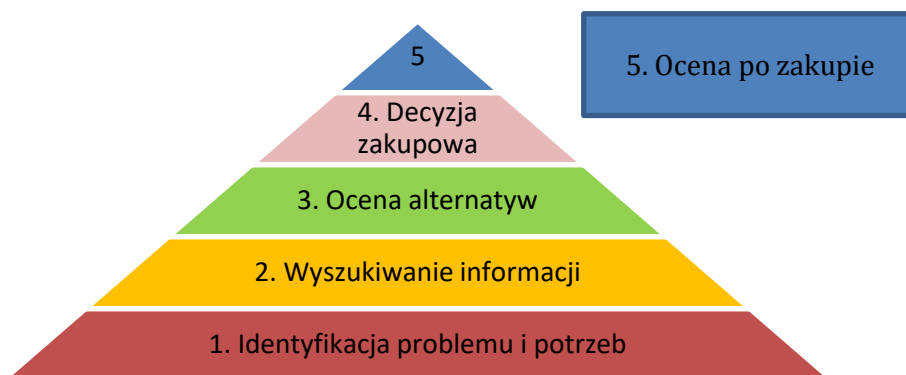 5
5. Ocena po zakupie
4. Decyzja
zakupowa
3. Ocena alternatyw
2. Wyszukiwanie informacji
1. Identyfikacja problemu i potrzeb